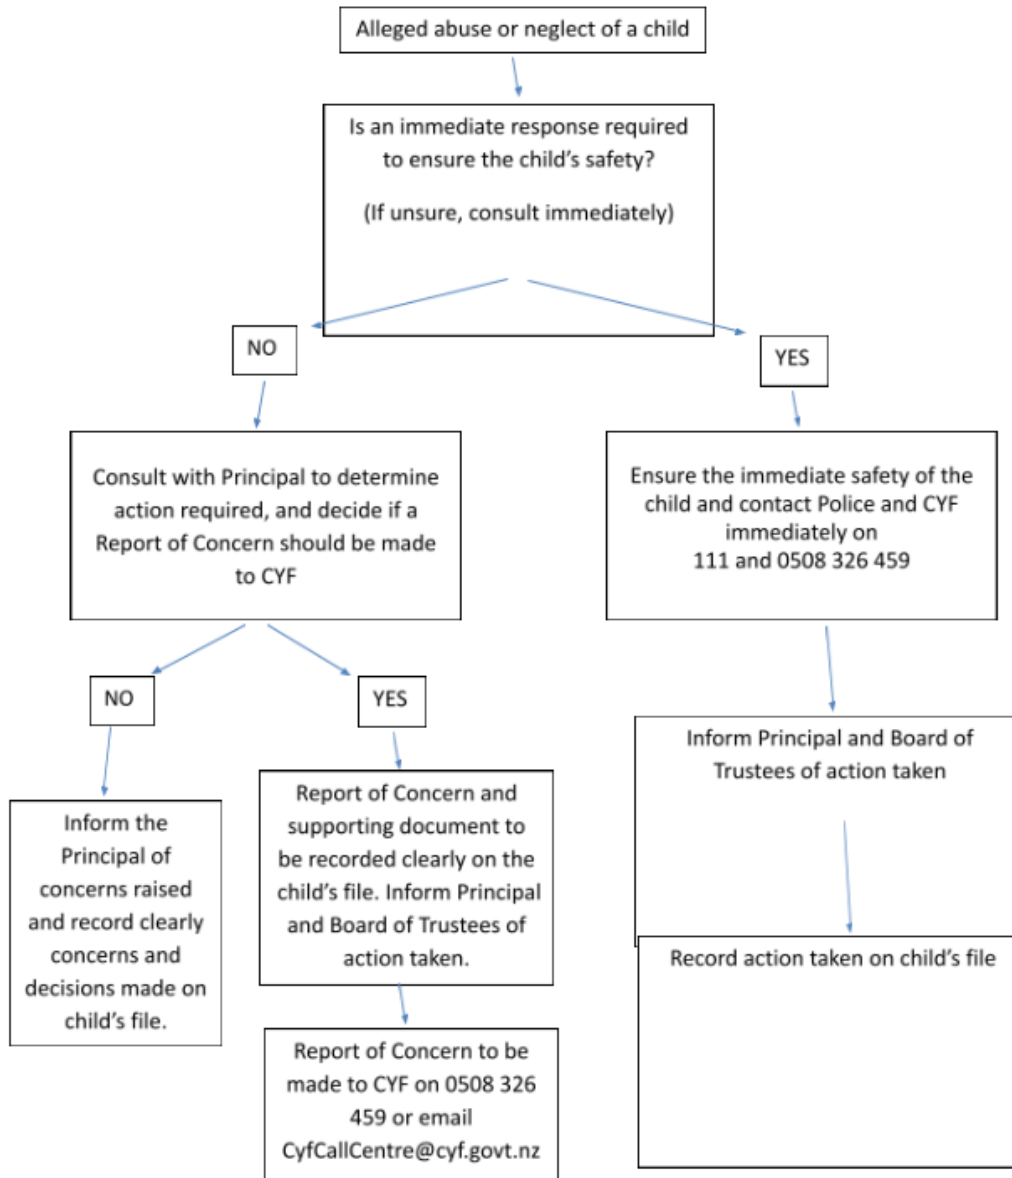 Alleged abuse or neglect of a child
Is an immediate response required
to ensure the child's safety?
(If unsure, consult immediately)
NO
YES
Consult with Principal to determine
action required, and decide if a
Report of Concern should be made
to CYF
Ensure the immediate safety of the
child and contact Police and CYF
immediately on
111 and 0508 326 459
NO
YES
Inform the
Principal of
concerns raised
and record clearly
concerns and
decisions made on
child's file.
Report of Concern and
supporting document to
be recorded clearly on the
child's file. Inform Principal
and Board of Trustees of
action taken.
Report of Concern to be
made to CYF on 0508 326
459 or email
CyfCallCentre@cyf.govt.nz
Inform Principal and Board of
Trustees of action taken
Record action taken on child's file